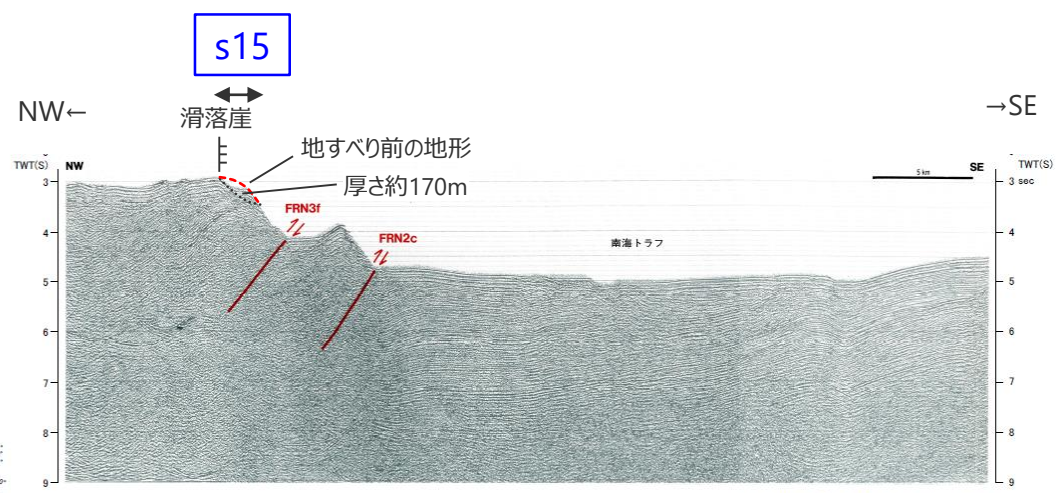 s15
NW←
→SE
滑落崖
地すべり前の地形
厚さ約170m
TWT(S)
NW
5 km
SE
TWT(S)
3
3 sec
FRN3f
4
FRN2c
南海トラフ
4
5
5
6
6
7
7
8
8
9
9